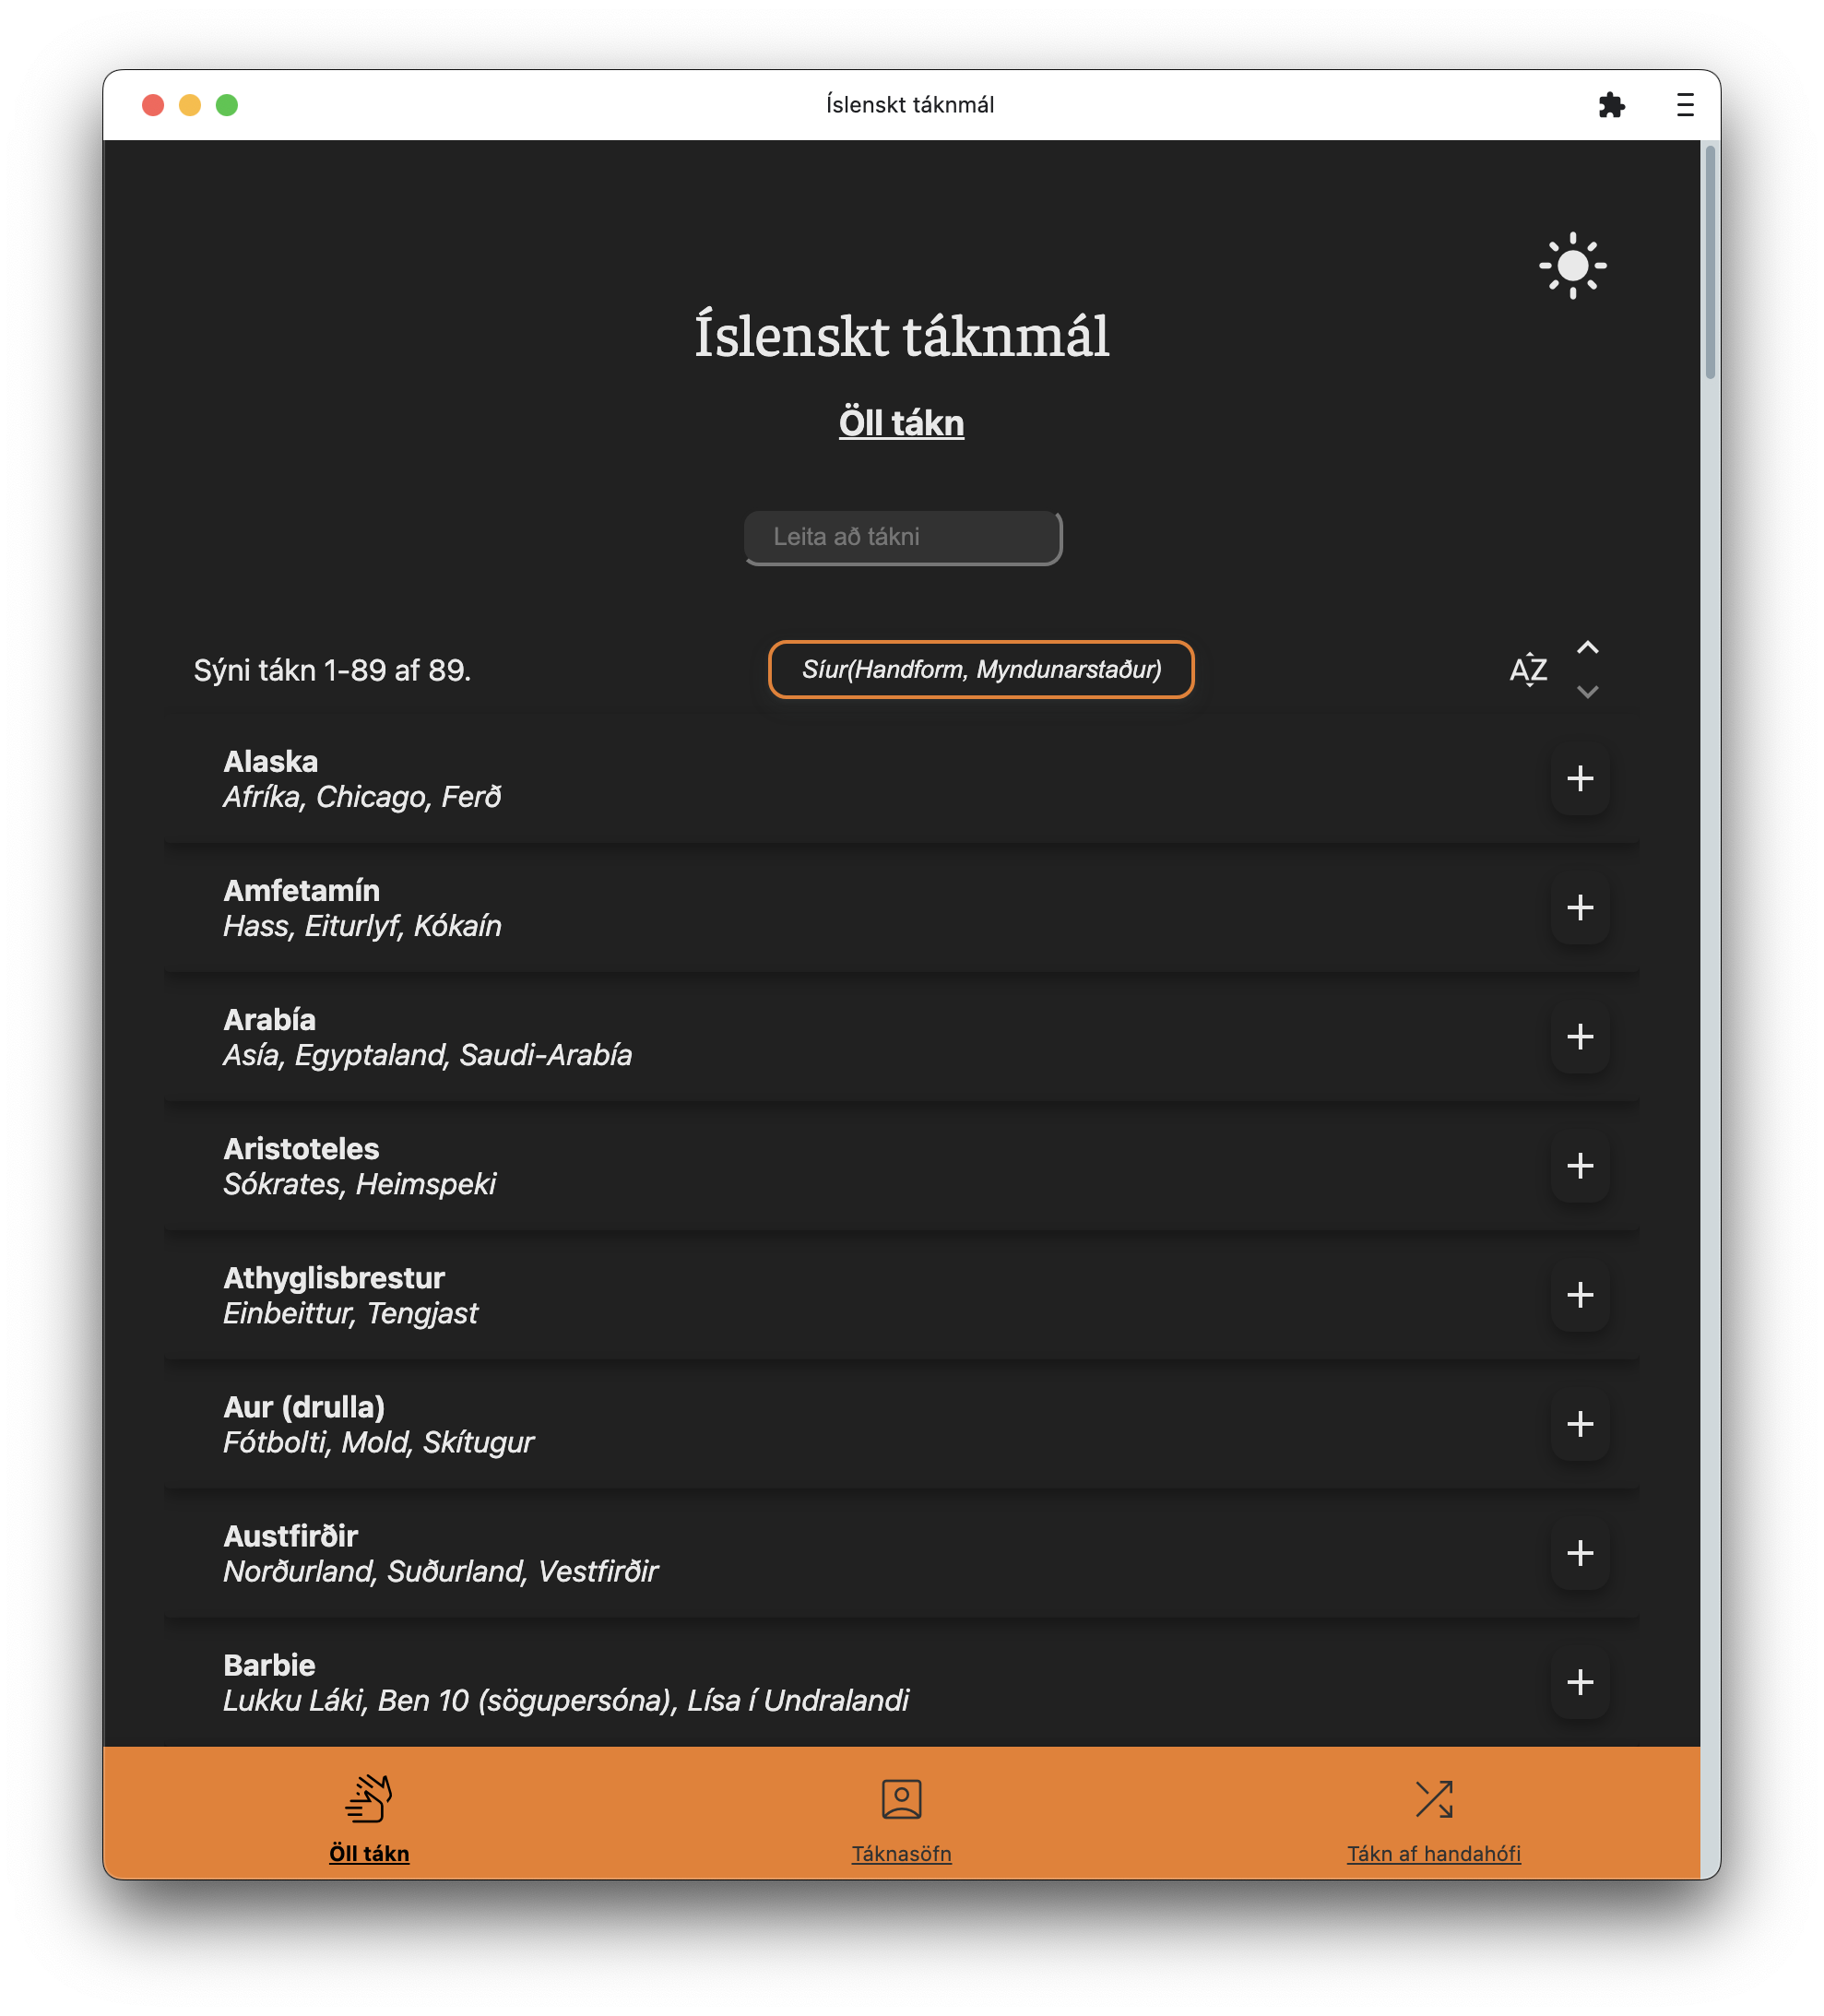 Íslenskt táknmál
Íslenskt táknmál
Öll tákn
Leita að tákni
Sýni tákn 1-89 af 89.
Síur(Handform, Myndunarstaður)
AZ
Alaska
Afríka, Chicago, Ferð
Amfetamín
Hass, Eiturlyf, Kókaín
Arabía
Asía, Egyptaland, Saudi-Arabía
Aristoteles
Sókrates, Heimspeki
Athyglisbrestur
Einbeittur, Tengjast
Aur (drulla)
Fótbolti, Mold, Skítugur
Austfirðir
Norðurland, Suðurland, Vestfirðir
Barbie
Lukku Láki, Ben 10 (sögupersóna), Lísa í Undralandi
Öll tákn
Táknasöfn
Tákn af handahófi